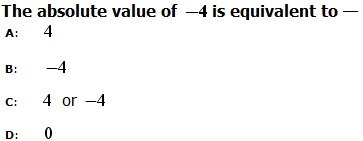 The absolute value of −4 is equivalent to —
A: 4
B: −4
C: 4 or −4
D: 0